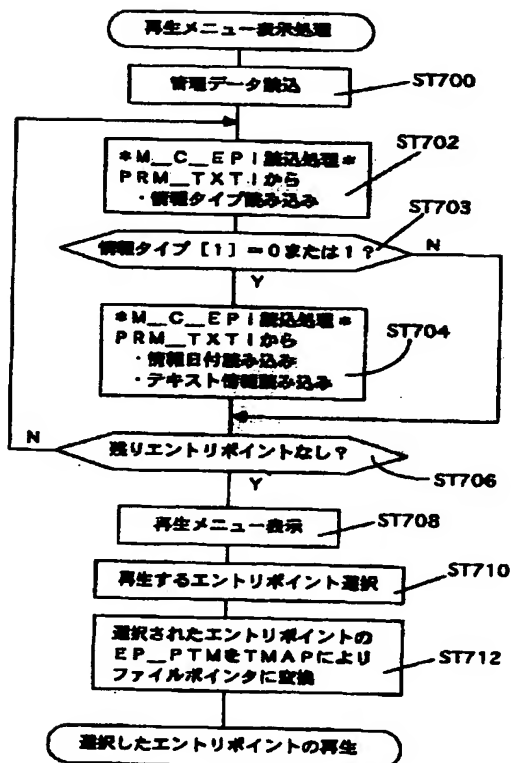 再生メニュー表示処理
管理データ読込
ST700
*M__C__EPI読込処理*
PRM__TXTIから
・情報タイプ読み込み
ST702
情報タイプ[1]=0または1?
ST703
N
Y
*M__C__EPI読込処理*
PRM__TXTIから
・情報日付読み込み
・テキスト情報読み込み
ST704
N
残りエントリポイントなし?
ST706
Y
再生メニュー表示
ST708
再生するエントリポイント選択
ST710
選択されたエントリポイントの
EP__PTMをTMAPにより
ファイルポインタに変換
ST712
選択したエントリポイントの再生